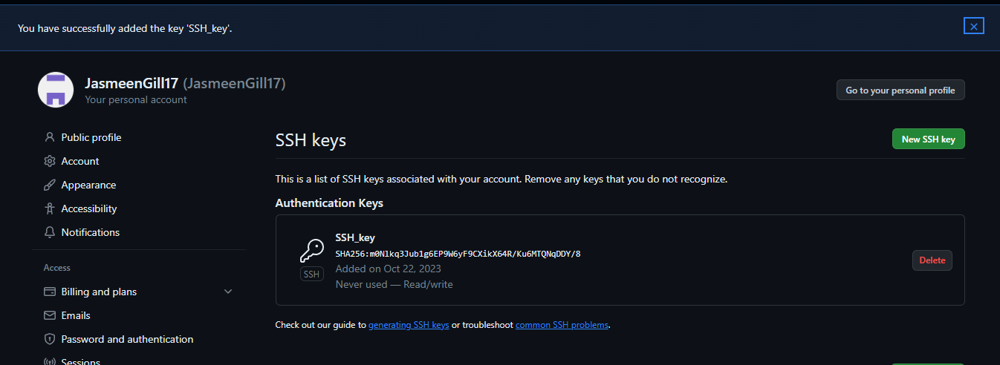 You have successfully added the key 'SSH_key'.
JasmeenGill17 (JasmeenGill17)
Your personal account
Go to your personal profile
Public profile
Account
Appearance
Accessibility
Notifications
Access
Billing and plans
Emails
Password and authentication
Sessions
SSH keys
New SSH key
This is a list of SSH keys associated with your account. Remove any keys that you do not recognize.
Authentication Keys
SSH_key
SHA256:m0Nlkq3Jub1g6EP9W6yF9CXikX64R/Ku6MTQNqDDY/8
Added on Oct 22, 2023
Never used — Read/write
SSH
Delete
Check out our guide to generating SSH keys or troubleshoot common SSH problems.